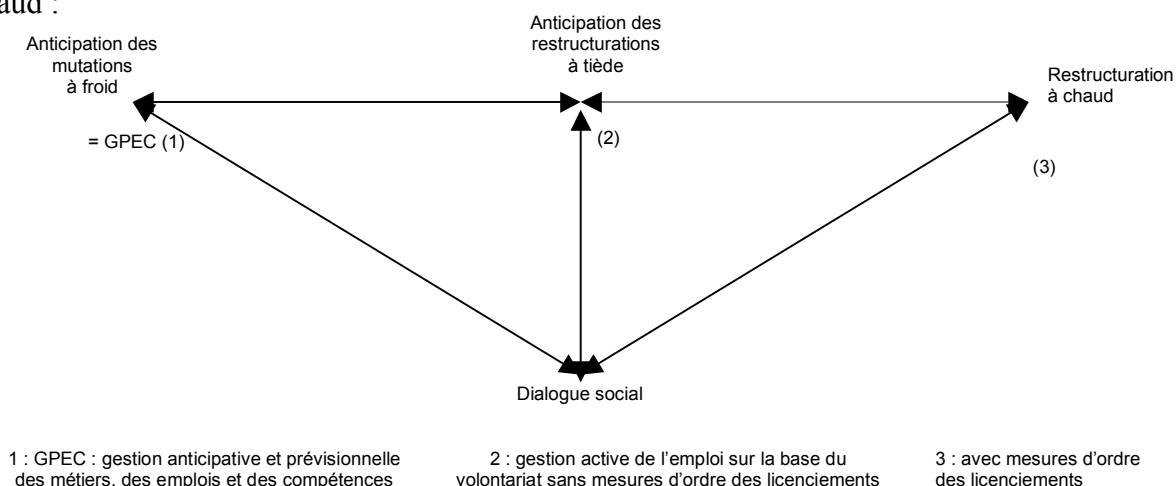 Anticipation des
restructurations
à tiède
Anticipation des
mutations
à froid
Restructuration
à chaud
= GPEC (1)
(2)
(3)
Dialogue social
1 : GPEC : gestion anticipative et prévisionnelle
des métiers, des emplois et des compétences
2 : gestion active de l'emploi sur la base du
volontariat sans mesures d'ordre des licenciements
3 : avec mesures d'ordre
des licenciements